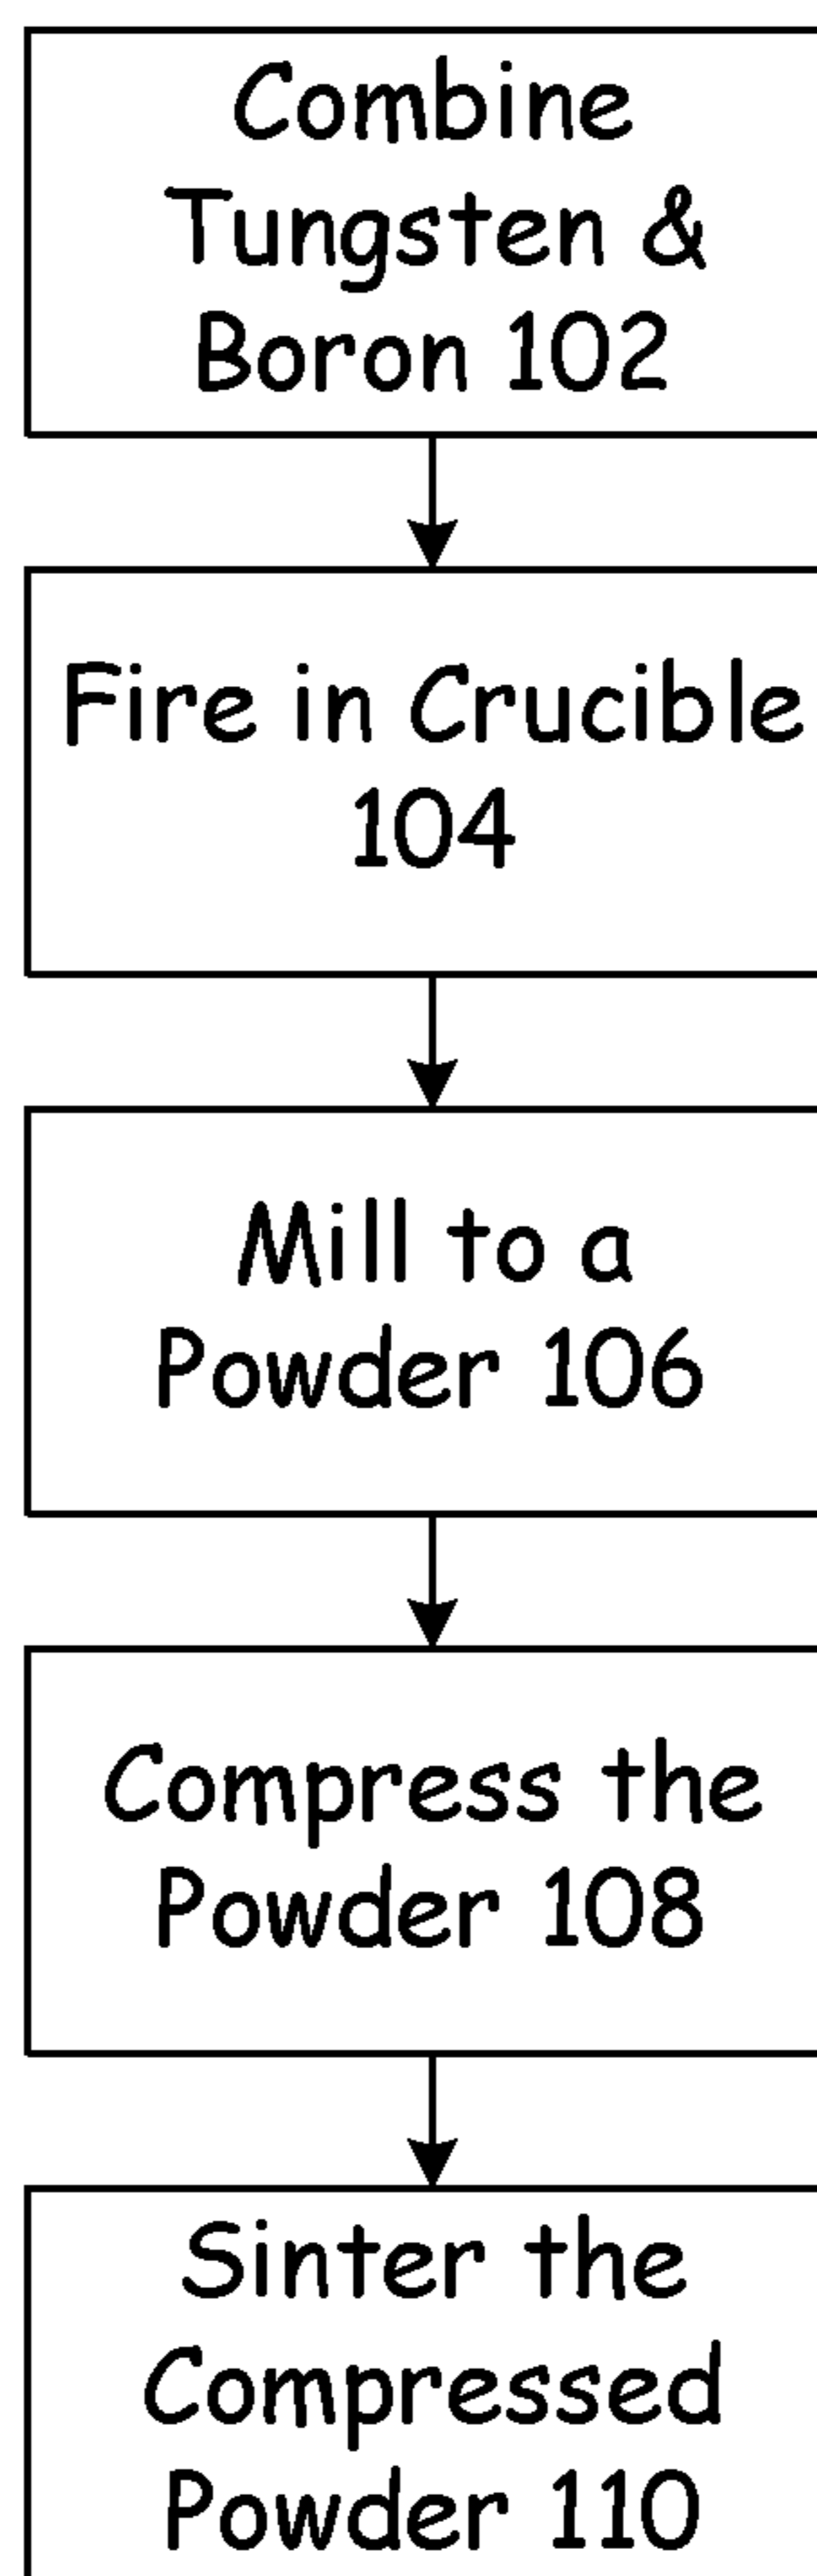 Combine
Tungsten &
Boron 102
Fire in Crucible
104
Mill to a
Powder 106
Compress the
Powder 108
Sinter the
Compressed
Powder 110